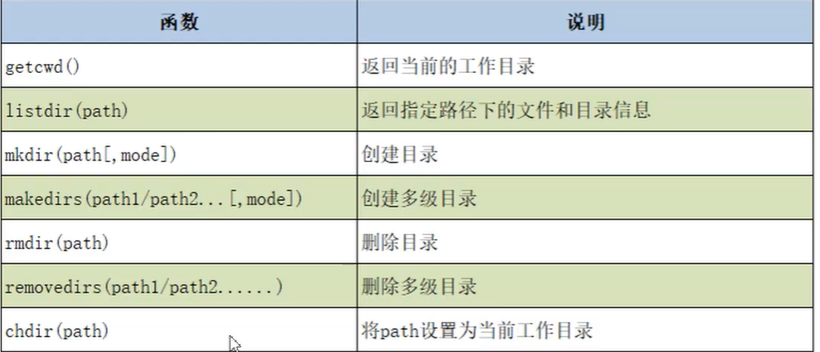 函数 说明
getcwd() 返回当前的工作目录
listdir(path) 返回指定路径下的文件和目录信息
mkdir(path[,mode]) 创建目录
makedirs(path1/path2...[,mode]) 创建多级目录
rmdir(path) 删除目录
removedirs(path1/path2......) 删除多级目录
chdir(path) 将path设置为当前工作目录